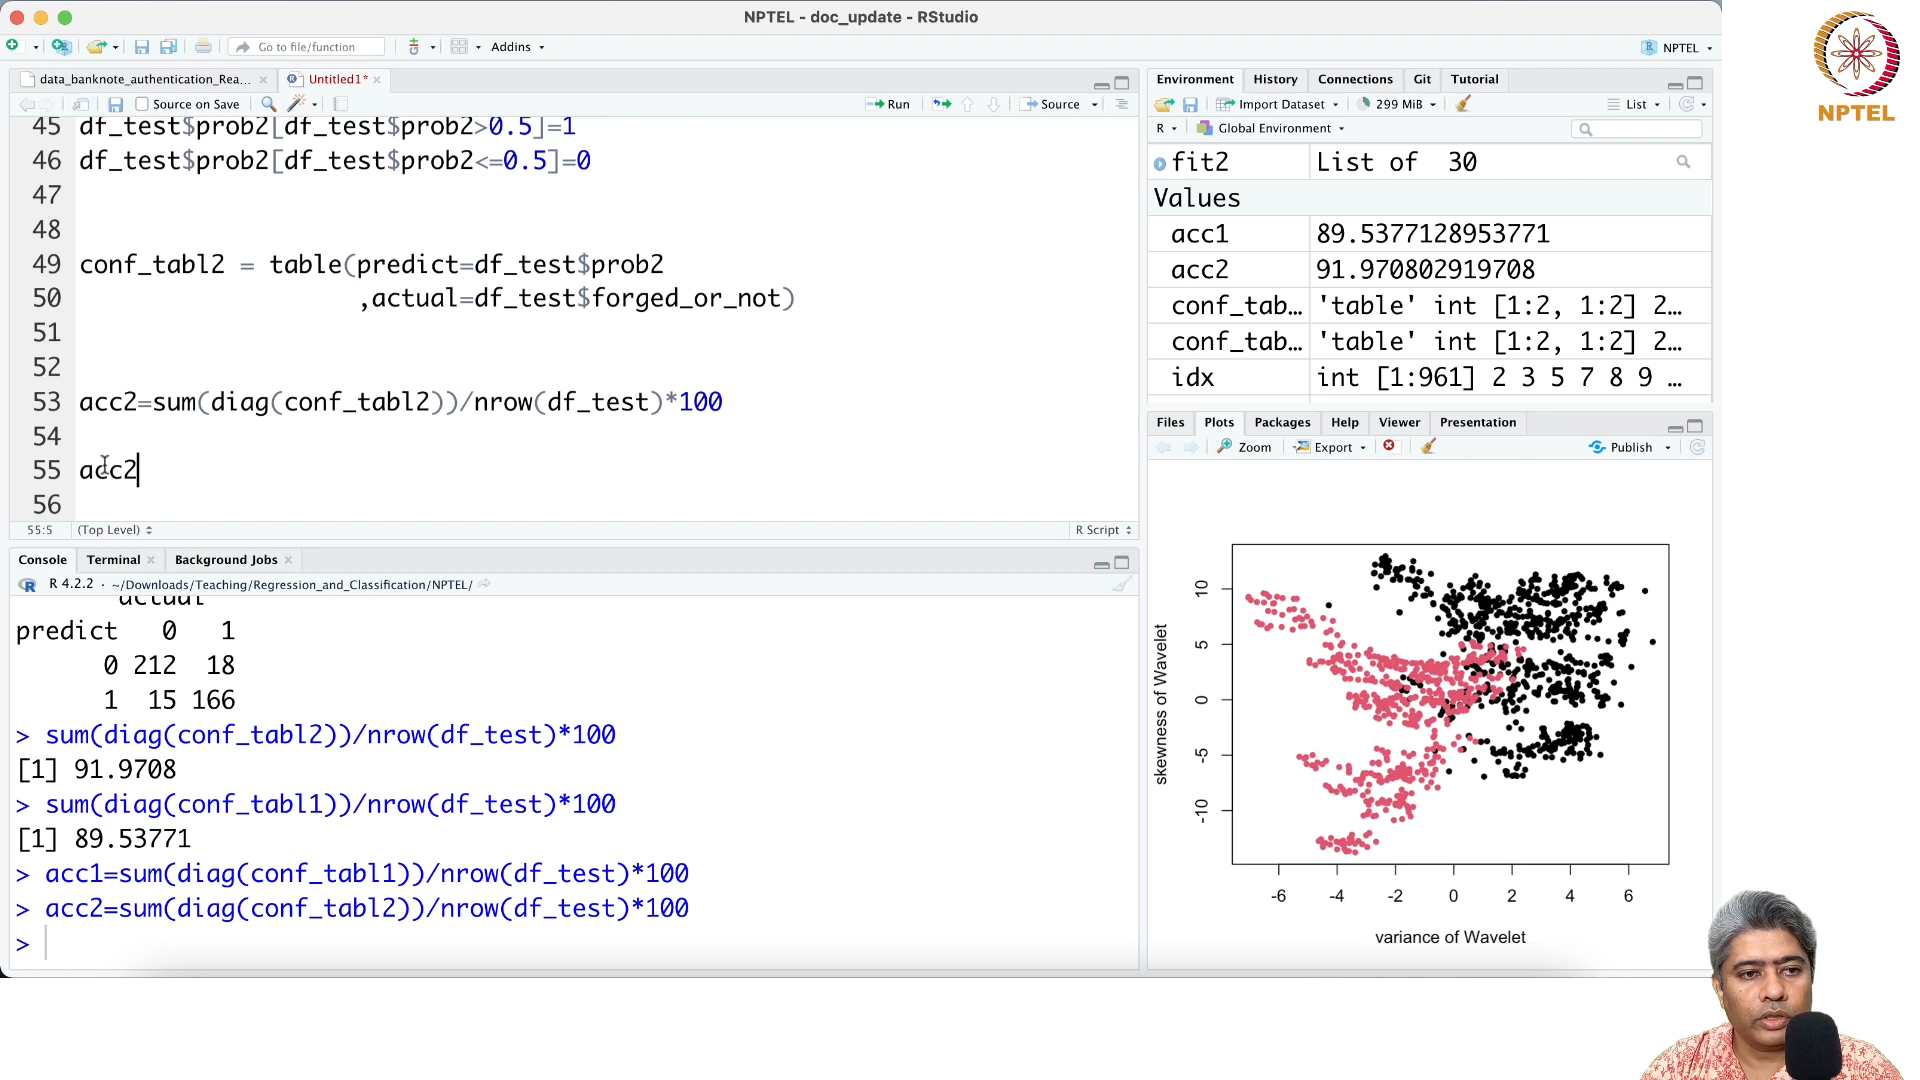 NPTEL - doc_update - RStudio
Go to file/function
Addins
NPTEL
data_banknote_authentication_Rea...
Untitled1*
Source on Save
Run
Source
45 df_test$prob2[df_test$prob2>0.5]=1
46 df_test$prob2[df_test$prob2<=0.5]=0
47
48
49 conf_tabl2 = table(predict=df_test$prob2
50 ,actual=df_test$forged_or_not)
51
52
53 acc2=sum(diag(conf_tabl2))/nrow(df_test)*100
54
55 acc2
56
55:5 (Top Level)
R Script
Console Terminal Background Jobs
R 4.2.2 · ~/Downloads/Teaching/Regression_and_Classification/NPTEL/
actual
predict 0 1
0 212 18
1 15 166
> sum(diag(conf_tabl2))/nrow(df_test)*100
[1] 91.9708
> sum(diag(conf_tabl1))/nrow(df_test)*100
[1] 89.53771
> acc1=sum(diag(conf_tabl1))/nrow(df_test)*100
> acc2=sum(diag(conf_tabl2))/nrow(df_test)*100
>
Environment History Connections Git Tutorial
Import Dataset 299 MiB List
R Global Environment
fit2 List of 30
Values
acc1 89.5377128953771
acc2 91.970802919708
conf_tab... 'table' int [1:2, 1:2] 2...
conf_tab... 'table' int [1:2, 1:2] 2...
idx int [1:961] 2 3 5 7 8 9 ...
Files Plots Packages Help Viewer Presentation
Zoom Export Publish
10
5
0
-5
-10
skewness of Wavelet
-6 -4 -2 0 2 4 6
variance of Wavelet
NPTEL